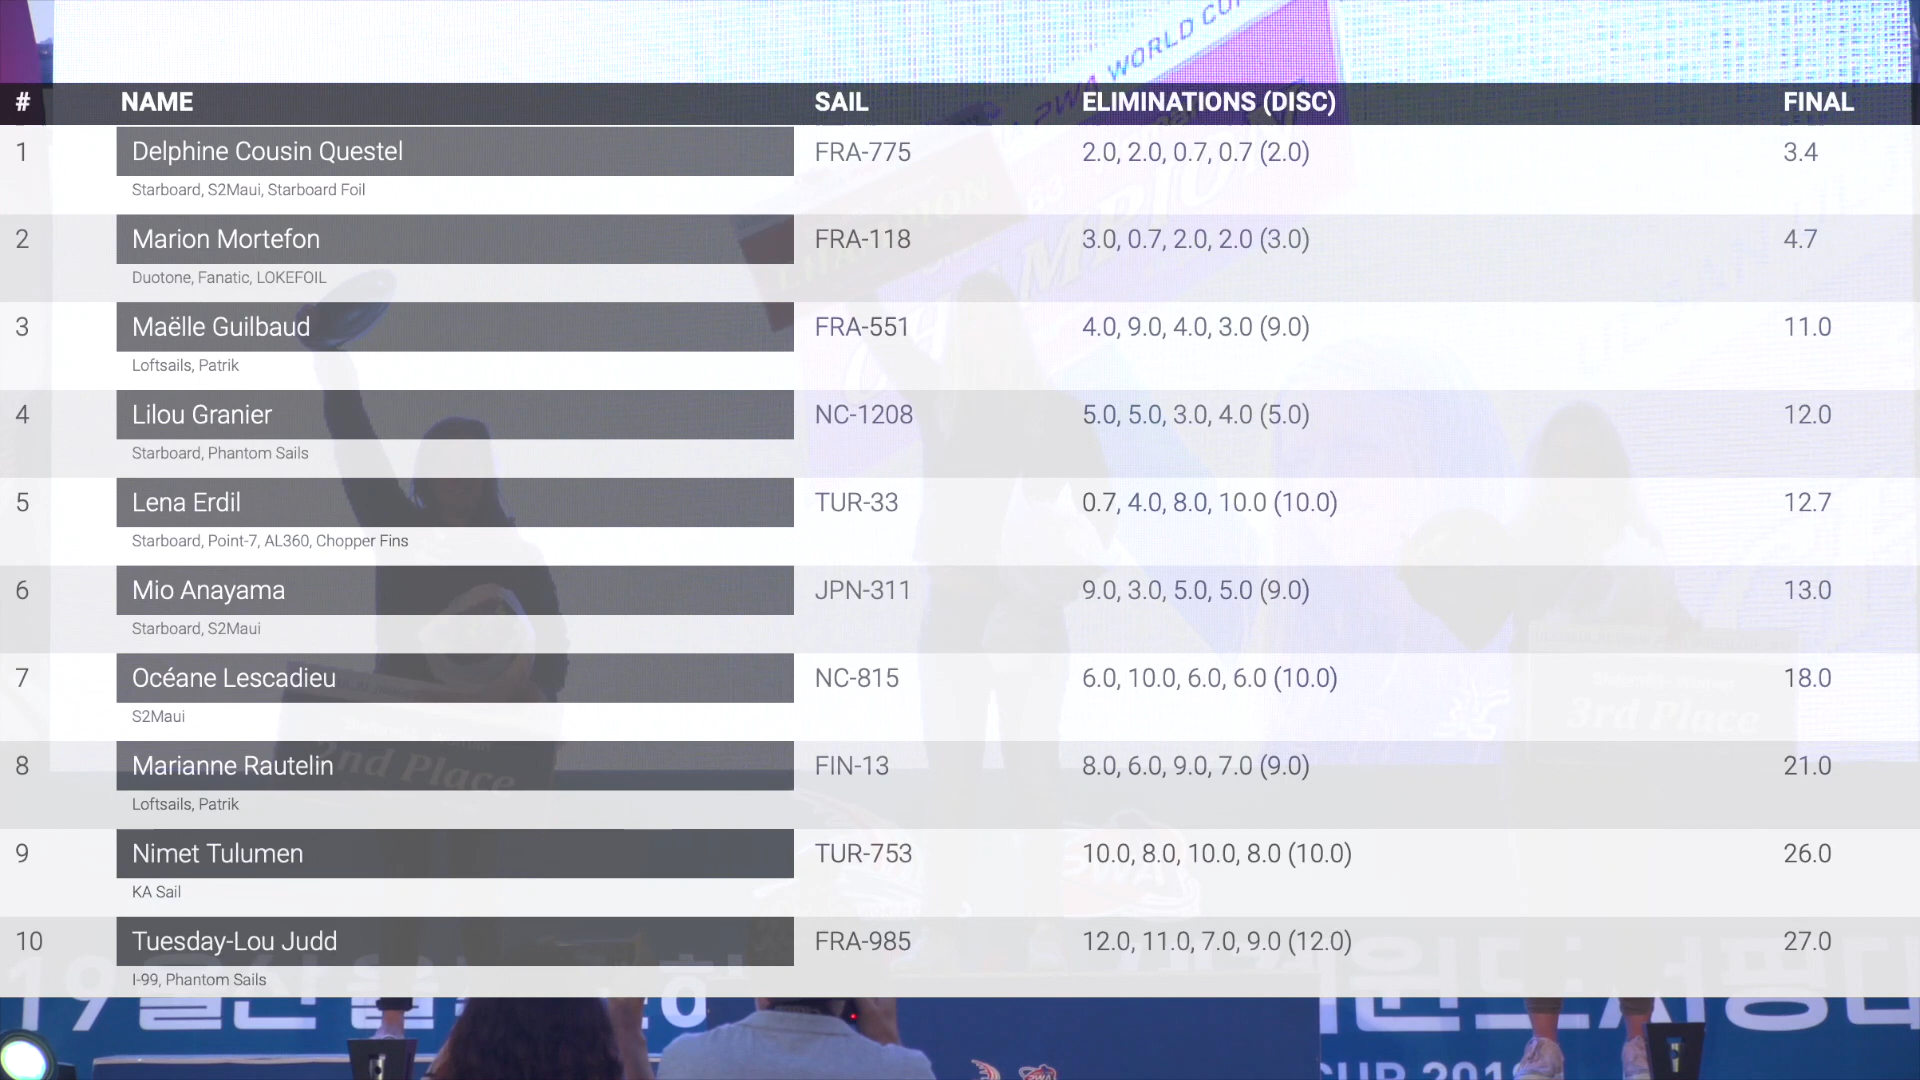 WORLD CU
PWA
# NAME SAIL ELIMINATIONS (DISC) FINAL
1 Delphine Cousin Questel FRA-775 2.0, 2.0, 0.7, 0.7 (2.0) 3.4
Starboard, S2Maui, Starboard Foil
2 Marion Mortefon FRA-118 3.0, 0.7, 2.0, 2.0 (3.0) 4.7
Duotone, Fanatic, LOKEFOIL
3 Maëlle Guilbaud FRA-551 4.0, 9.0, 4.0, 3.0 (9.0) 11.0
Loftsails, Patrik
4 Lilou Granier NC-1208 5.0, 5.0, 3.0, 4.0 (5.0) 12.0
Starboard, Phantom Sails
5 Lena Erdil TUR-33 0.7, 4.0, 8.0, 10.0 (10.0) 12.7
Starboard, Point-7, AL360, Chopper Fins
6 Mio Anayama JPN-311 9.0, 3.0, 5.0, 5.0 (9.0) 13.0
Starboard, S2Maui
7 Océane Lescadieu NC-815 6.0, 10.0, 6.0, 6.0 (10.0) 18.0
S2Maui
3rd Place
8 Marianne Rautelin FIN-13 8.0, 6.0, 9.0, 7.0 (9.0) 21.0
2nd Place
Loftsails, Patrik
9 Nimet Tulumen TUR-753 10.0, 8.0, 10.0, 8.0 (10.0) 26.0
KA Sail
10 Tuesday-Lou Judd FRA-985 12.0, 11.0, 7.0, 9.0 (12.0) 27.0
I-99, Phantom Sails
CUP 2019